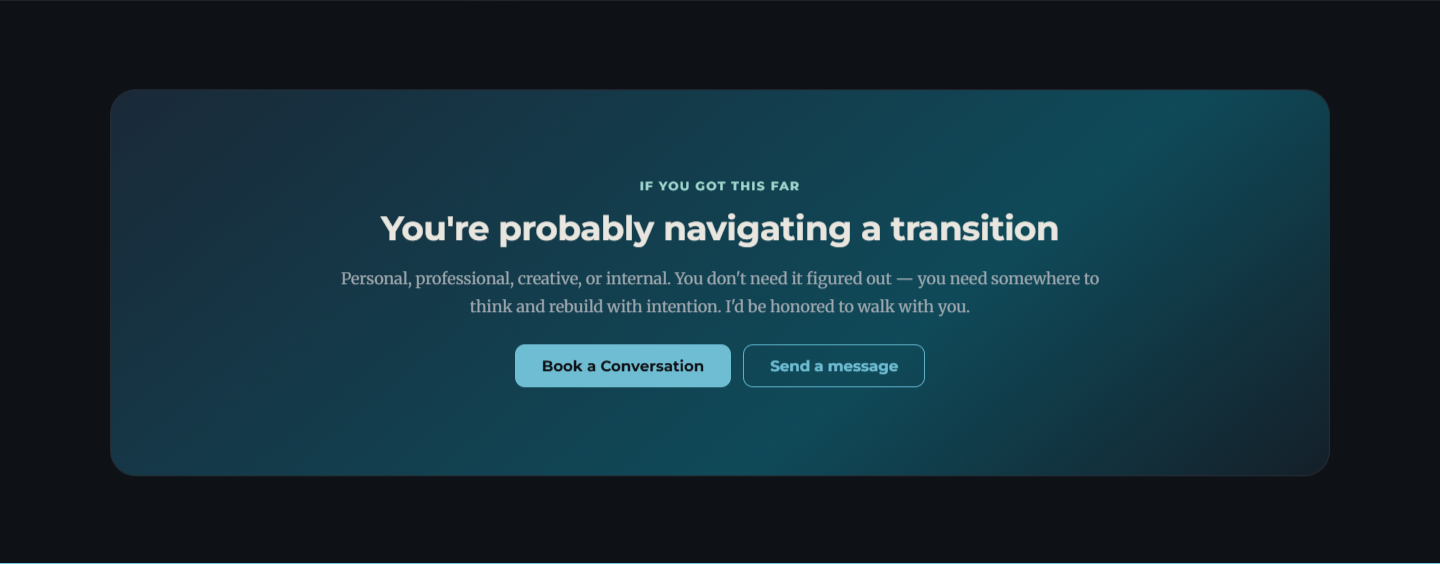 IF YOU GOT THIS FAR
You're probably navigating a transition
Personal, professional, creative, or internal. You don't need it figured out — you need somewhere to
think and rebuild with intention. I'd be honored to walk with you.
Book a Conversation
Send a message